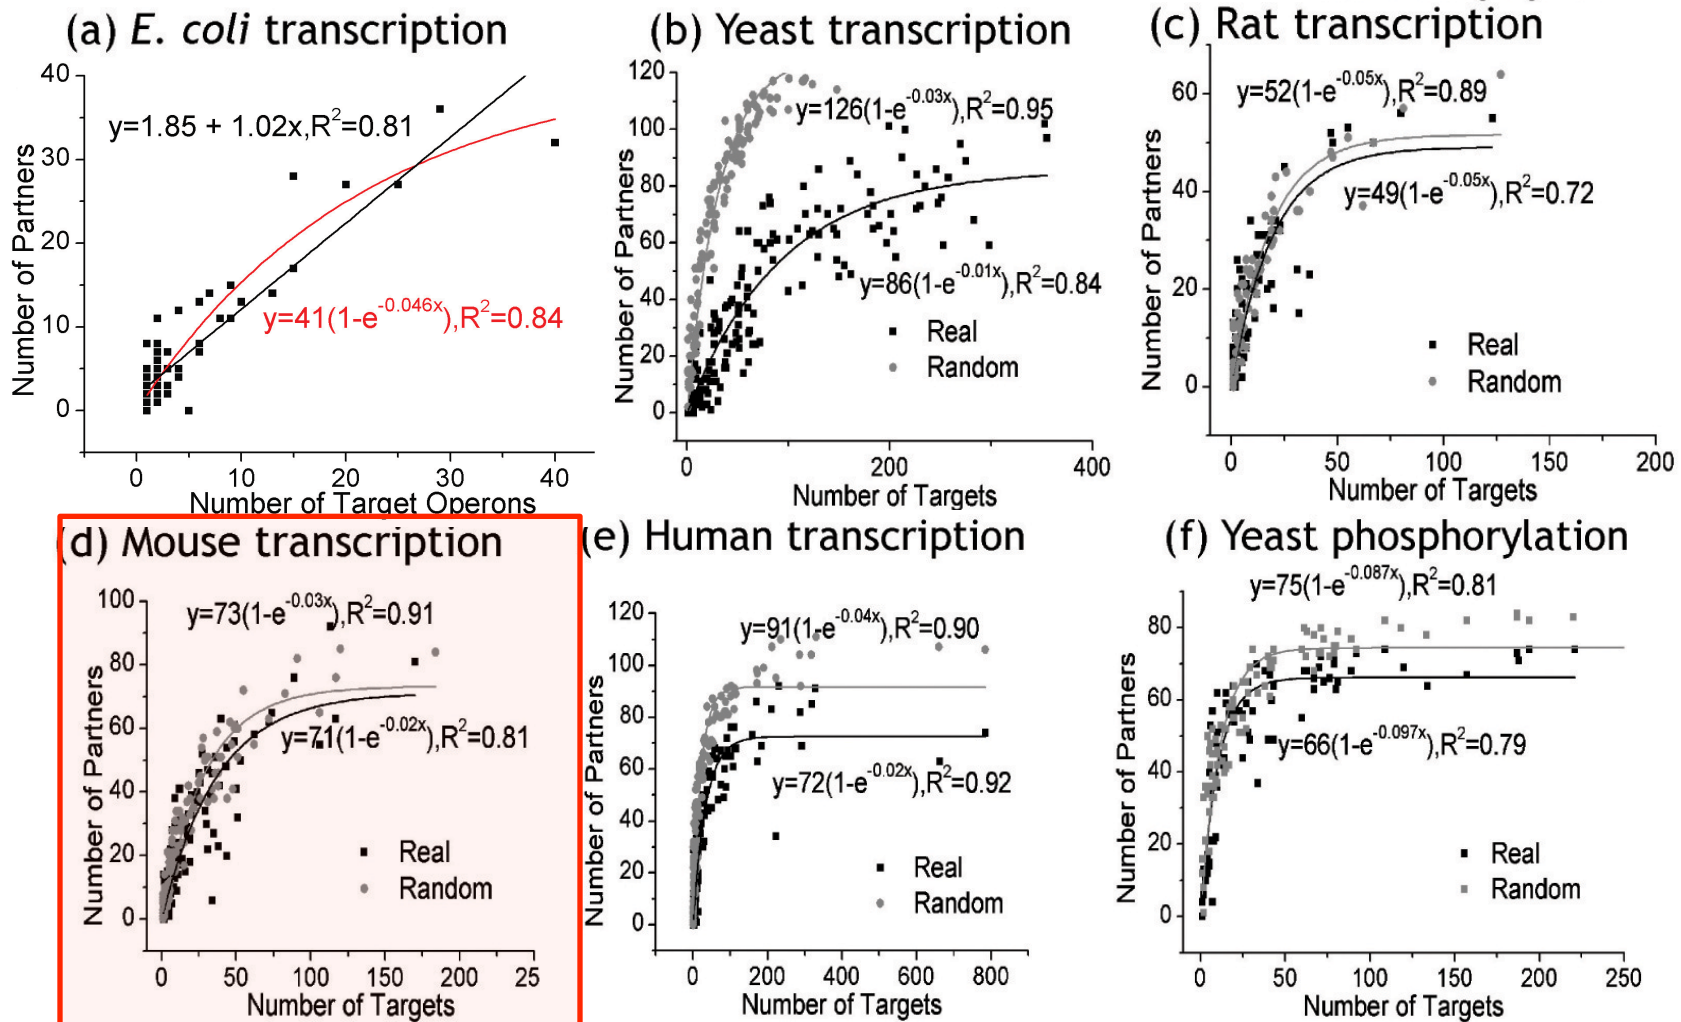 (a) E. coli transcription
40
30
20
10
0
y=1.85 + 1.02x,R²=0.81
y=41(1-e^-0.046x),R²=0.84
Number of Partners
0 10 20 30 40
Number of Target Operons
(b) Yeast transcription
120
100
80
60
40
20
0
y=126(1-e^-0.03x),R²=0.95
y=86(1-e^-0.01x),R²=0.84
Real
Random
Number of Partners
0 200 400
Number of Targets
(c) Rat transcription
60
40
20
0
y=52(1-e^-0.05x),R²=0.89
y=49(1-e^-0.05x),R²=0.72
Real
Random
Number of Partners
0 50 100 150 200
Number of Targets
(d) Mouse transcription
100
80
60
40
20
0
y=73(1-e^-0.03x),R²=0.91
y=71(1-e^-0.02x),R²=0.81
Real
Random
Number of Partners
0 50 100 150 200 25
Number of Targets
(e) Human transcription
120
100
80
60
40
20
0
y=91(1-e^-0.04x),R²=0.90
y=72(1-e^-0.02x),R²=0.92
Real
Random
Number of Partners
0 200 400 600 800
Number of Targets
(f) Yeast phosphorylation
80
60
40
20
0
y=75(1-e^-0.087x),R²=0.81
y=66(1-e^-0.097x),R²=0.79
Real
Random
Number of Partners
0 50 100 150 200 250
Number of Targets